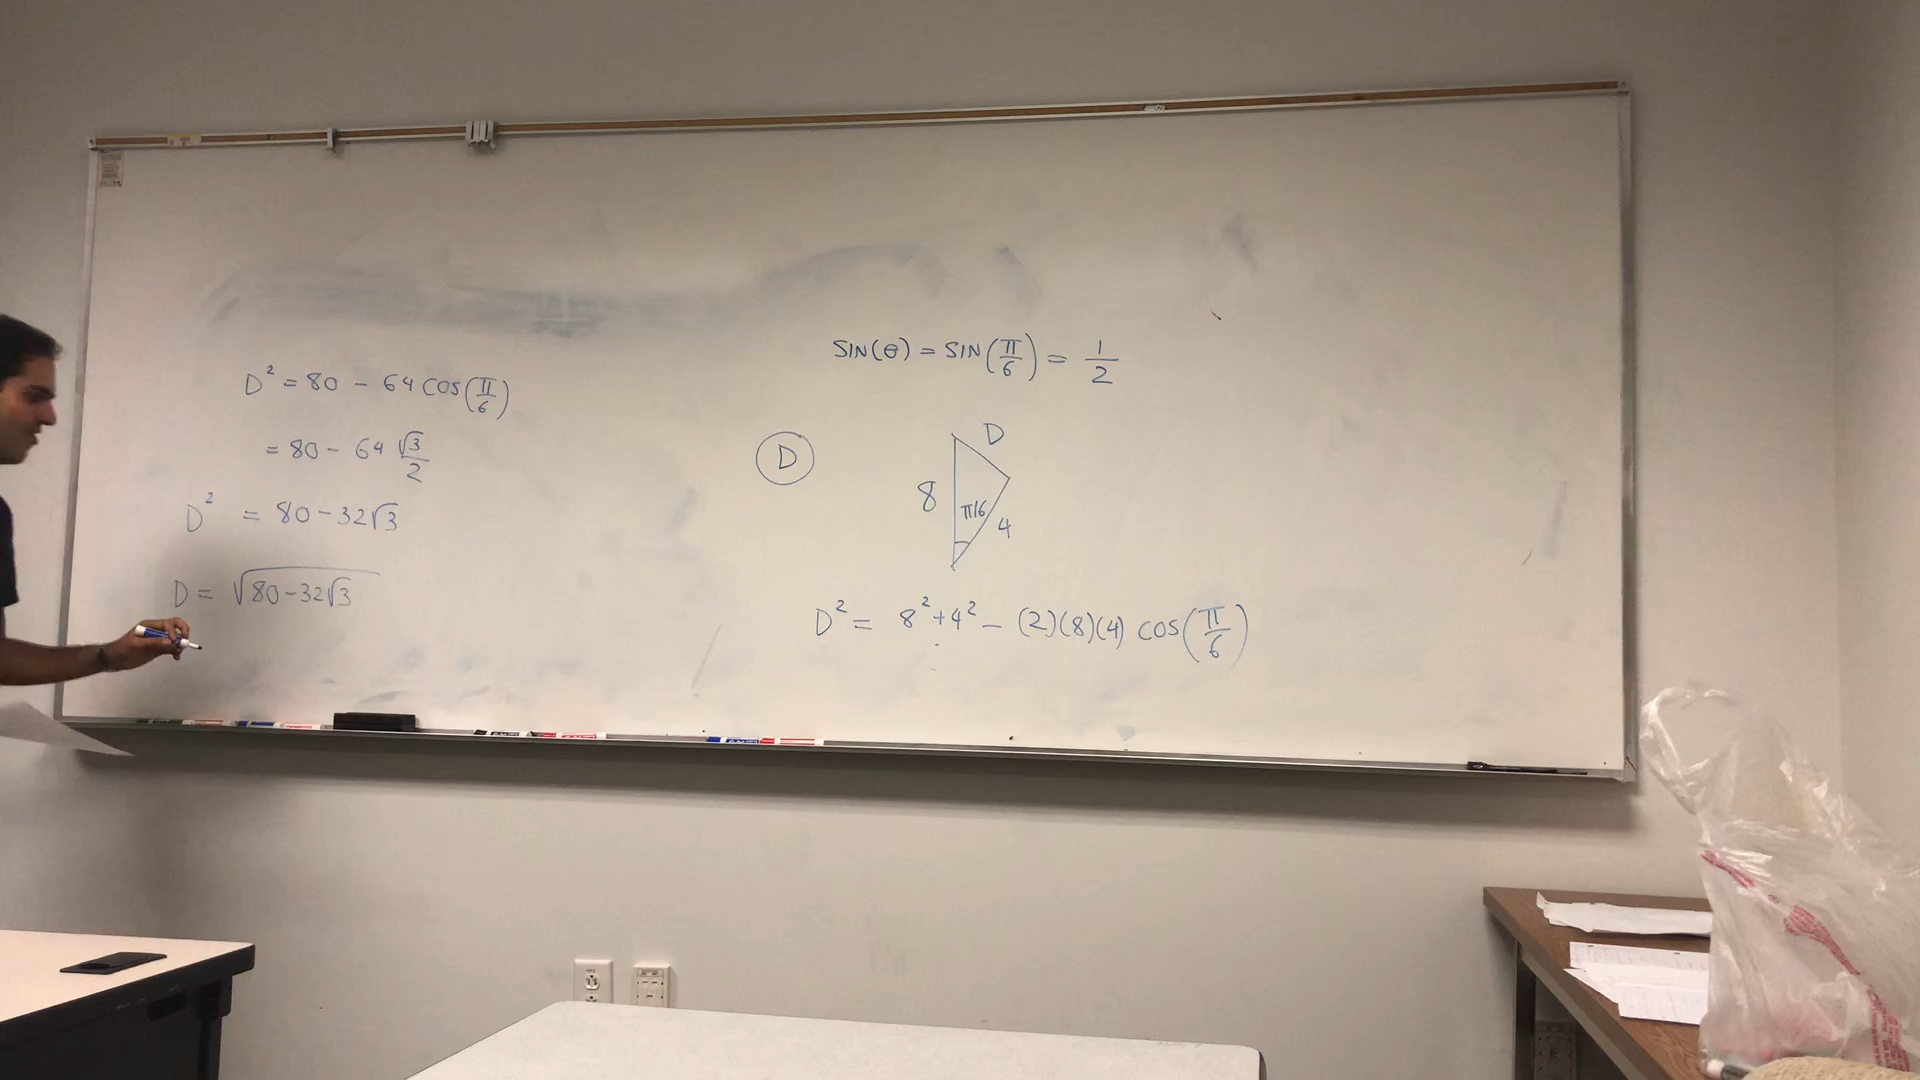 D² = 80 - 64 COS(π/6)
= 80 - 64 √3/2
D² = 80 - 32√3
D = √(80-32√3)
SIN(θ) = SIN(π/6) = 1/2
D
D
8
π/6
4
D² = 8² + 4² - (2)(8)(4) COS(π/6)